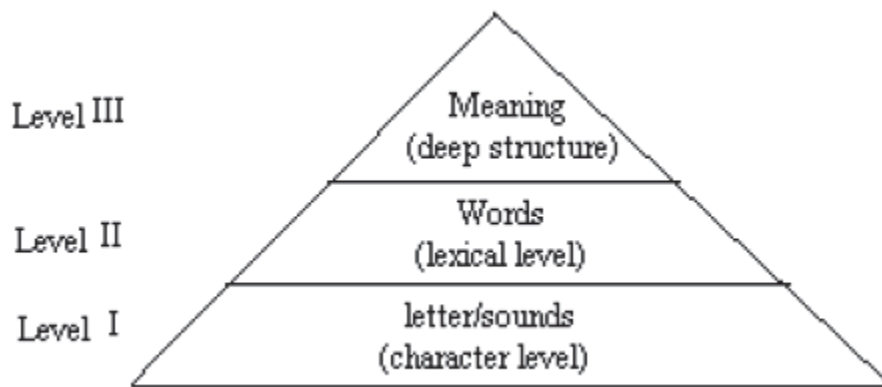 Level III
Meaning
(deep structure)
Level II
Words
(lexical level)
Level I
letter/sounds
(character level)